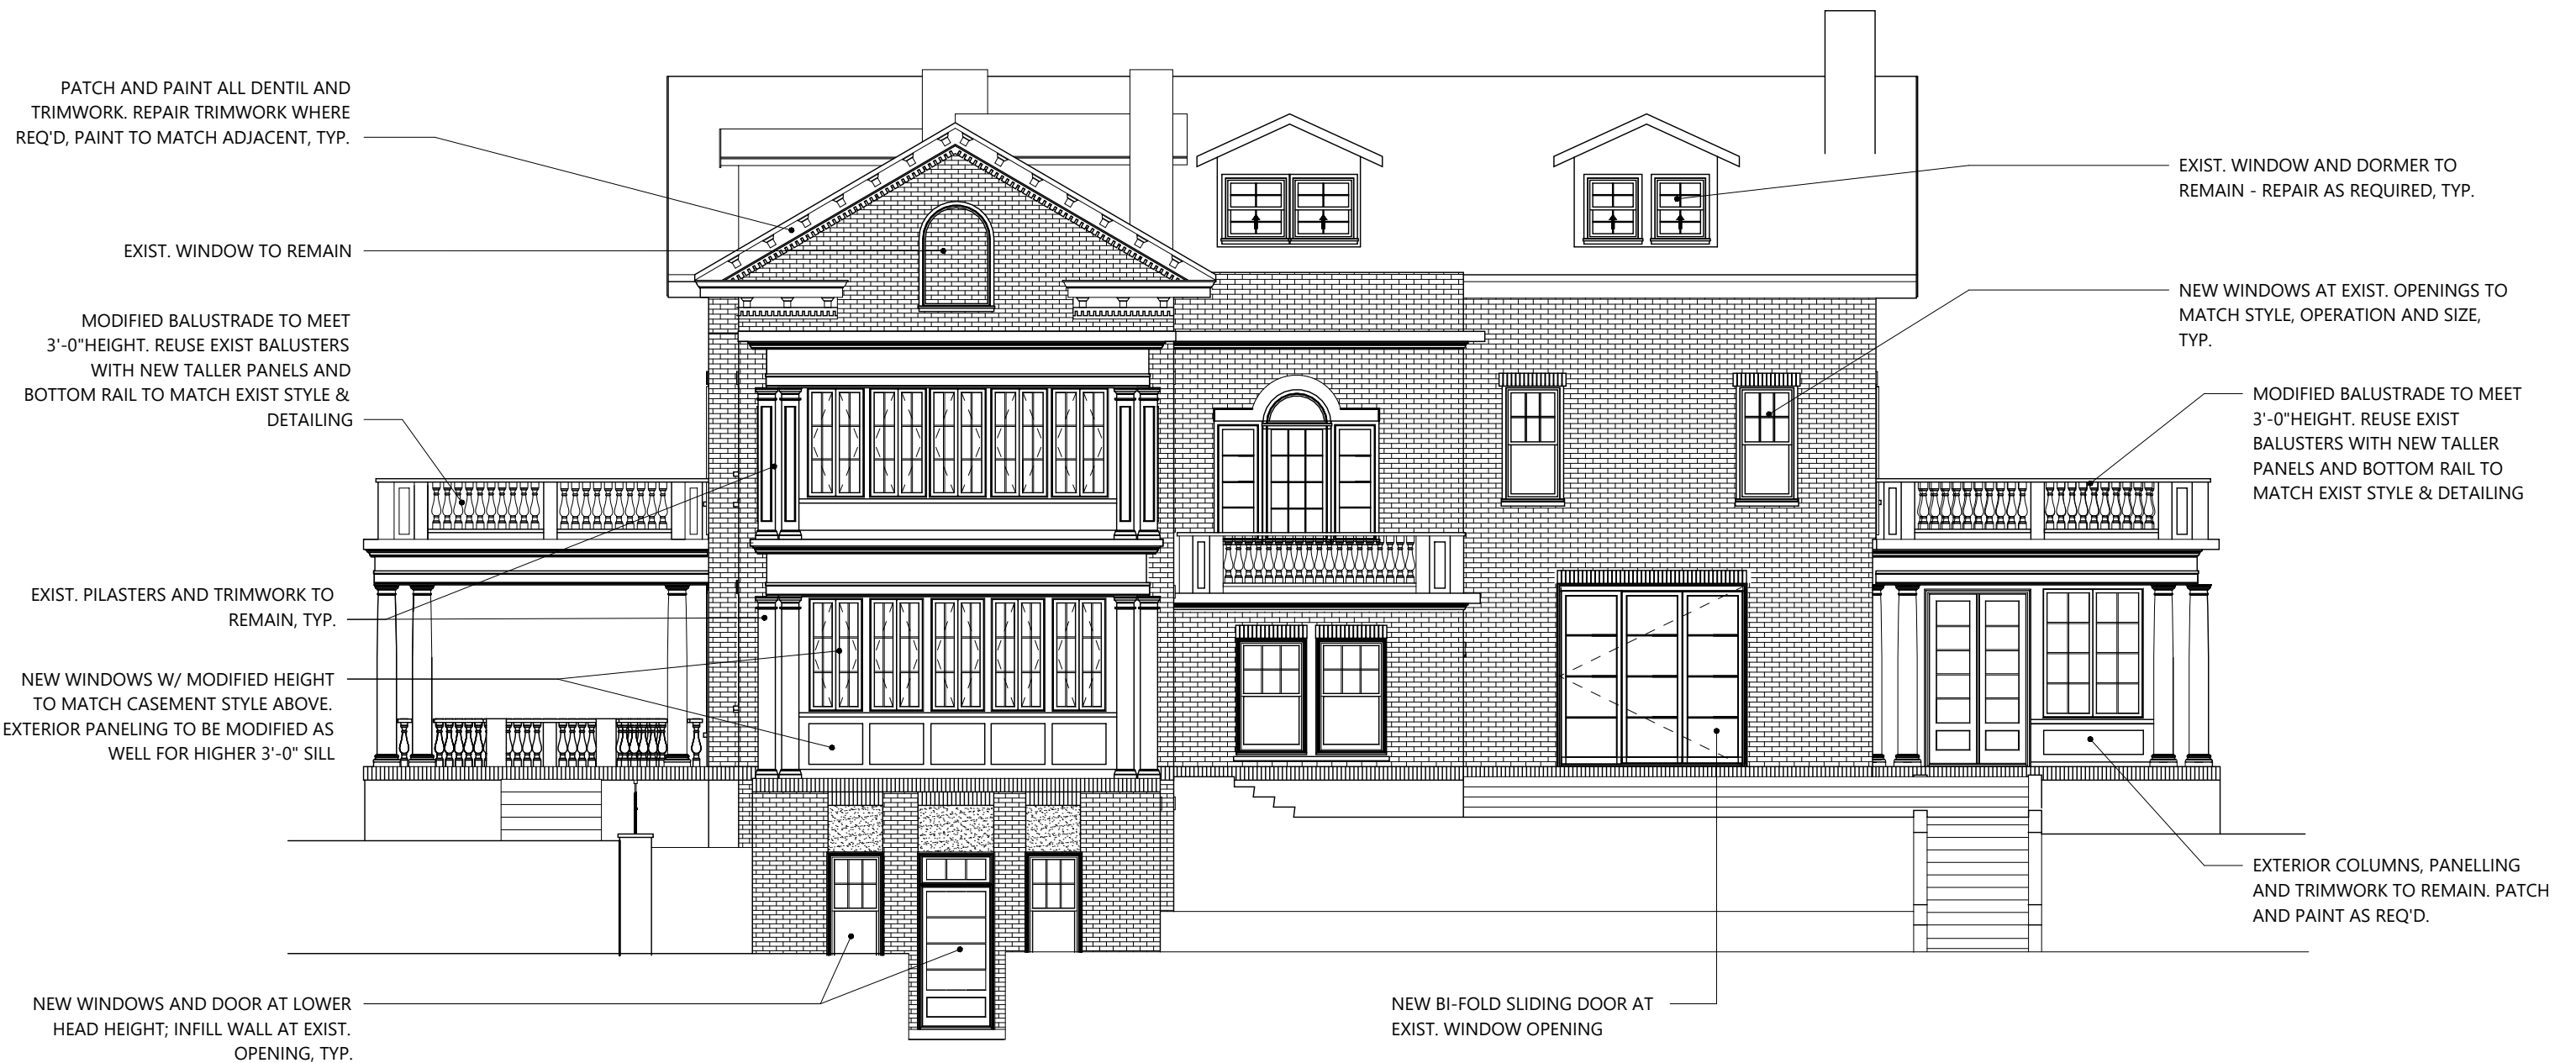 PATCH AND PAINT ALL DENTIL AND
TRIMWORK. REPAIR TRIMWORK WHERE
REQ'D, PAINT TO MATCH ADJACENT, TYP.
EXIST. WINDOW TO REMAIN
MODIFIED BALUSTRADE TO MEET
3'-0"HEIGHT. REUSE EXIST BALUSTERS
WITH NEW TALLER PANELS AND
BOTTOM RAIL TO MATCH EXIST STYLE &
DETAILING
EXIST. PILASTERS AND TRIMWORK TO
REMAIN, TYP.
NEW WINDOWS W/ MODIFIED HEIGHT
TO MATCH CASEMENT STYLE ABOVE.
EXTERIOR PANELING TO BE MODIFIED AS
WELL FOR HIGHER 3'-0" SILL
NEW WINDOWS AND DOOR AT LOWER
HEAD HEIGHT; INFILL WALL AT EXIST.
OPENING, TYP.
EXIST. WINDOW AND DORMER TO
REMAIN - REPAIR AS REQUIRED, TYP.
NEW WINDOWS AT EXIST. OPENINGS TO
MATCH STYLE, OPERATION AND SIZE,
TYP.
MODIFIED BALUSTRADE TO MEET
3'-0"HEIGHT. REUSE EXIST
BALUSTERS WITH NEW TALLER
PANELS AND BOTTOM RAIL TO
MATCH EXIST STYLE & DETAILING
EXTERIOR COLUMNS, PANELLING
AND TRIMWORK TO REMAIN. PATCH
AND PAINT AS REQ'D.
NEW BI-FOLD SLIDING DOOR AT
EXIST. WINDOW OPENING